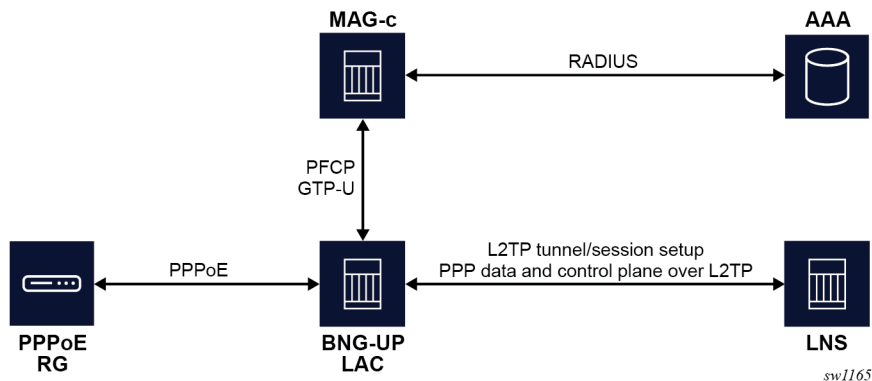 MAG-c
AAA
RADIUS
PFCP
GTP-U
PPPoE
L2TP tunnel/session setup
PPP data and control plane over L2TP
PPPoE
RG
BNG-UP
LAC
LNS
sw1165